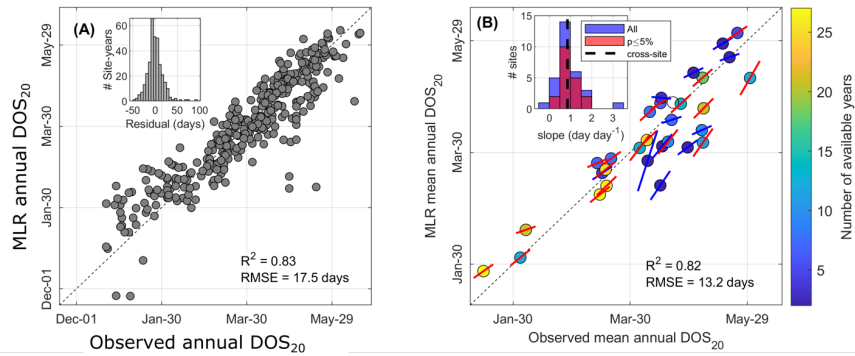 (A)
# Site-years
60
40
20
0
-50
0
50
100
Residual (days)
MLR annual DOS20
May-29
Mar-30
Jan-30
Dec-01
R2 = 0.83
RMSE = 17.5 days
Dec-01
Jan-30
Mar-30
May-29
Observed annual DOS20
(B)
# sites
15
10
5
0
0
1
2
3
slope (day day-1)
All
p≤5%
cross-site
MLR mean annual DOS20
May-29
Mar-30
Jan-30
R2 = 0.82
RMSE = 13.2 days
Jan-30
Mar-30
May-29
Observed mean annual DOS20
25
20
15
10
5
Number of available years